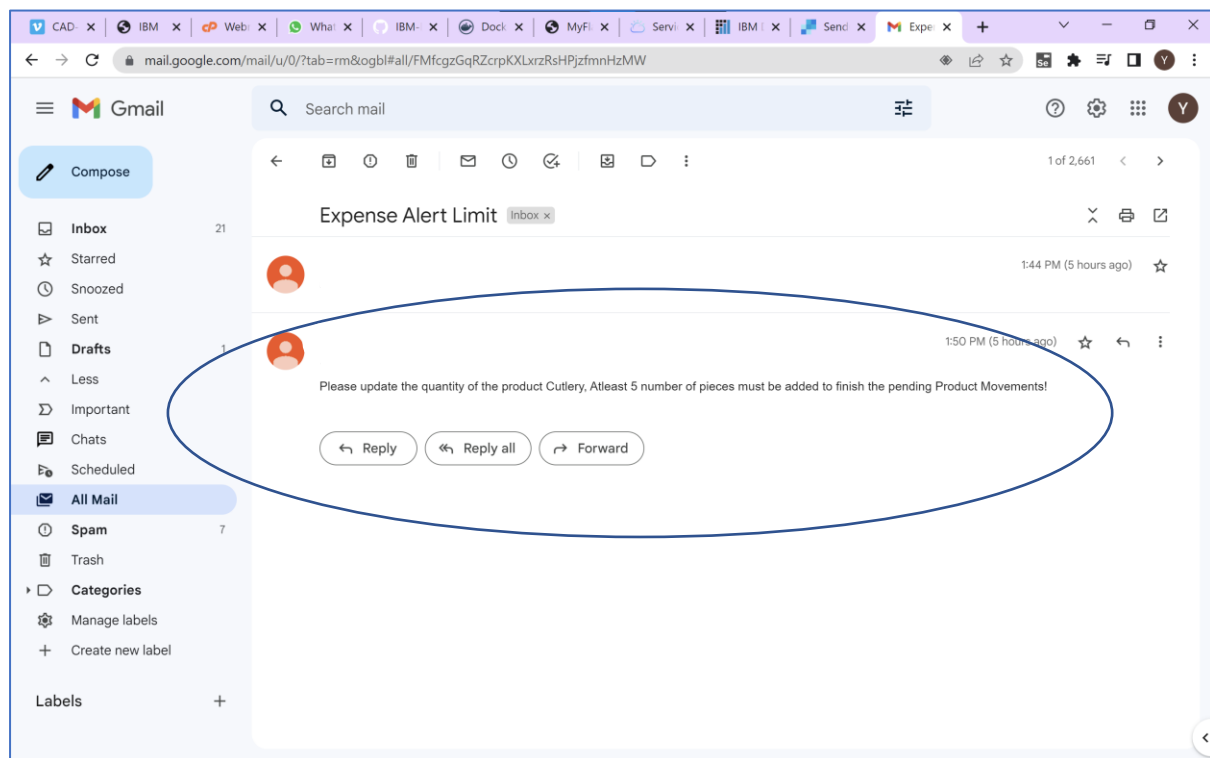 CAD- IBM Web What IBM- Dock MyFl Servi IBM Send Expe
mail.google.com/mail/u/0/?tab=rm&ogbl#all/FMfcgzGqRZcrpKXLxrzRsHPjzfmnHzMW Se Y
Gmail Search mail Y
Compose 1 of 2,661
Expense Alert Limit Inbox ×
Inbox 21
Starred 1:44 PM (5 hours ago)
Snoozed
Sent
Drafts 1 1:50 PM (5 hours ago)
Less Please update the quantity of the product Cutlery, Atleast 5 number of pieces must be added to finish the pending Product Movements!
Important
Chats Reply Reply all Forward
Scheduled
All Mail
Spam 7
Trash
Categories
Manage labels
Create new label
Labels +